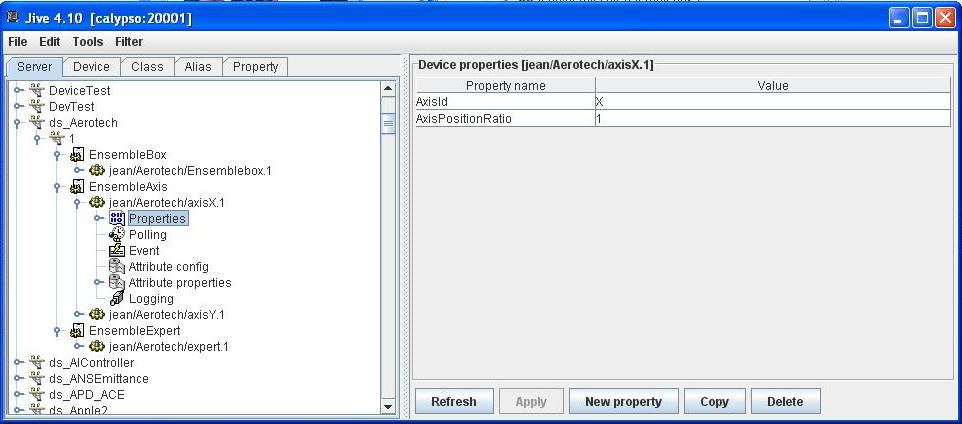 Jive 4.10 [calypso:20001]
File Edit Tools Filter
Server Device Class Alias Property
DeviceTest
DevTest
ds_Aerotech
1
EnsembleBox
jean/Aerotech/Ensemblebox.1
EnsembleAxis
jean/Aerotech/axisX.1
Properties
Polling
Event
Attribute config
Attribute properties
Logging
jean/Aerotech/axisY.1
EnsembleExpert
jean/Aerotech/expert.1
ds_AIController
ds_ANSEmittance
ds_APD_ACE
ds_Apple2
Device properties [jean/Aerotech/axisX.1]
Property name Value
AxisId X
AxisPositionRatio 1
Refresh Apply New property Copy Delete